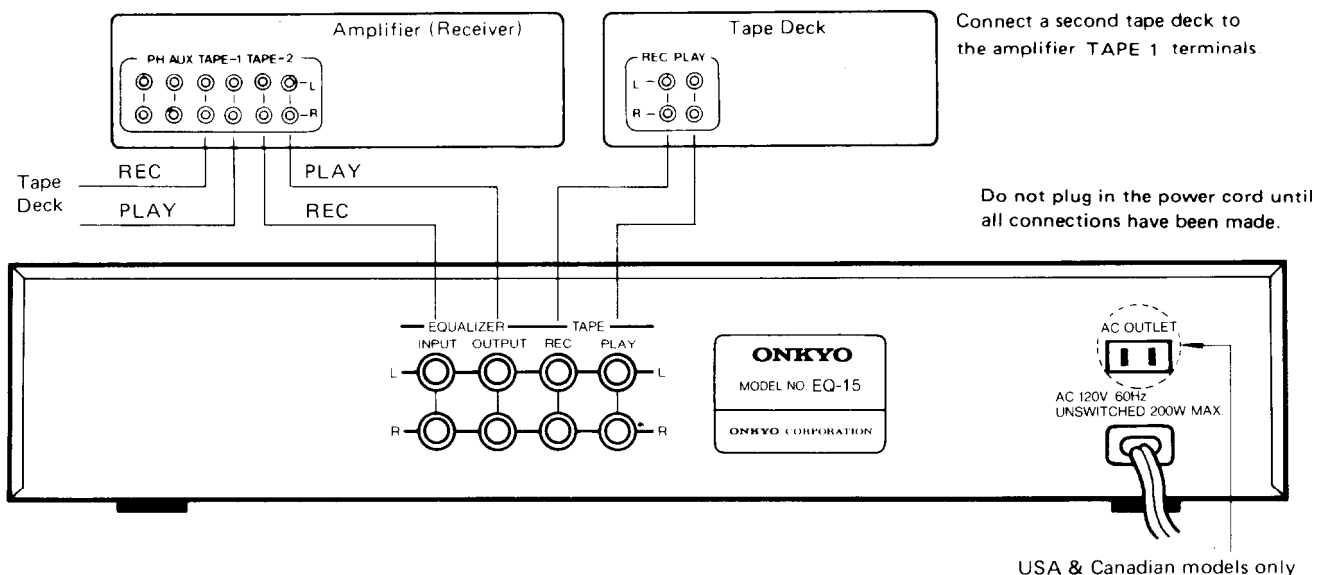 Amplifier (Receiver)
PH AUX TAPE-1 TAPE-2
L
R
Tape Deck
REC PLAY
L
R
Connect a second tape deck to
the amplifier TAPE 1 terminals.
Tape
Deck
REC
PLAY
PLAY
REC
Do not plug in the power cord until
all connections have been made.
EQUALIZER TAPE
INPUT OUTPUT REC PLAY
L L
R R
ONKYO
MODEL NO. EQ-15
ONKYO CORPORATION
AC OUTLET
AC 120V 60Hz
UNSWITCHED 200W MAX.
USA & Canadian models only